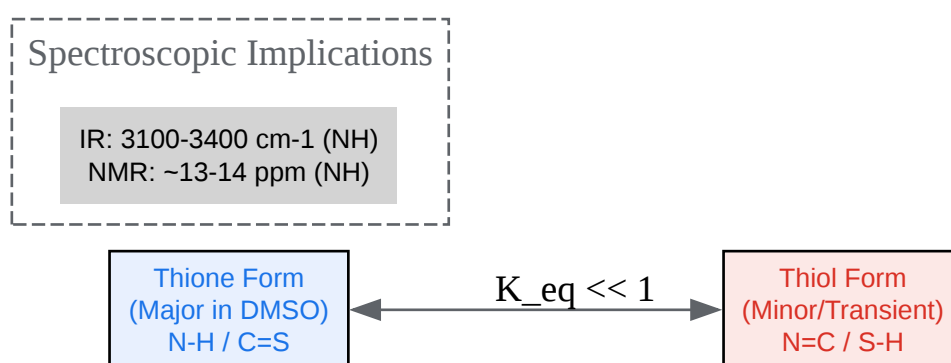 Spectroscopic Implications
IR: 3100-3400 cm-1 (NH)
NMR: ~13-14 ppm (NH)
Thione Form
(Major in DMSO)
N-H / C=S
K_eq << 1
Thiol Form
(Minor/Transient)
N=C / S-H